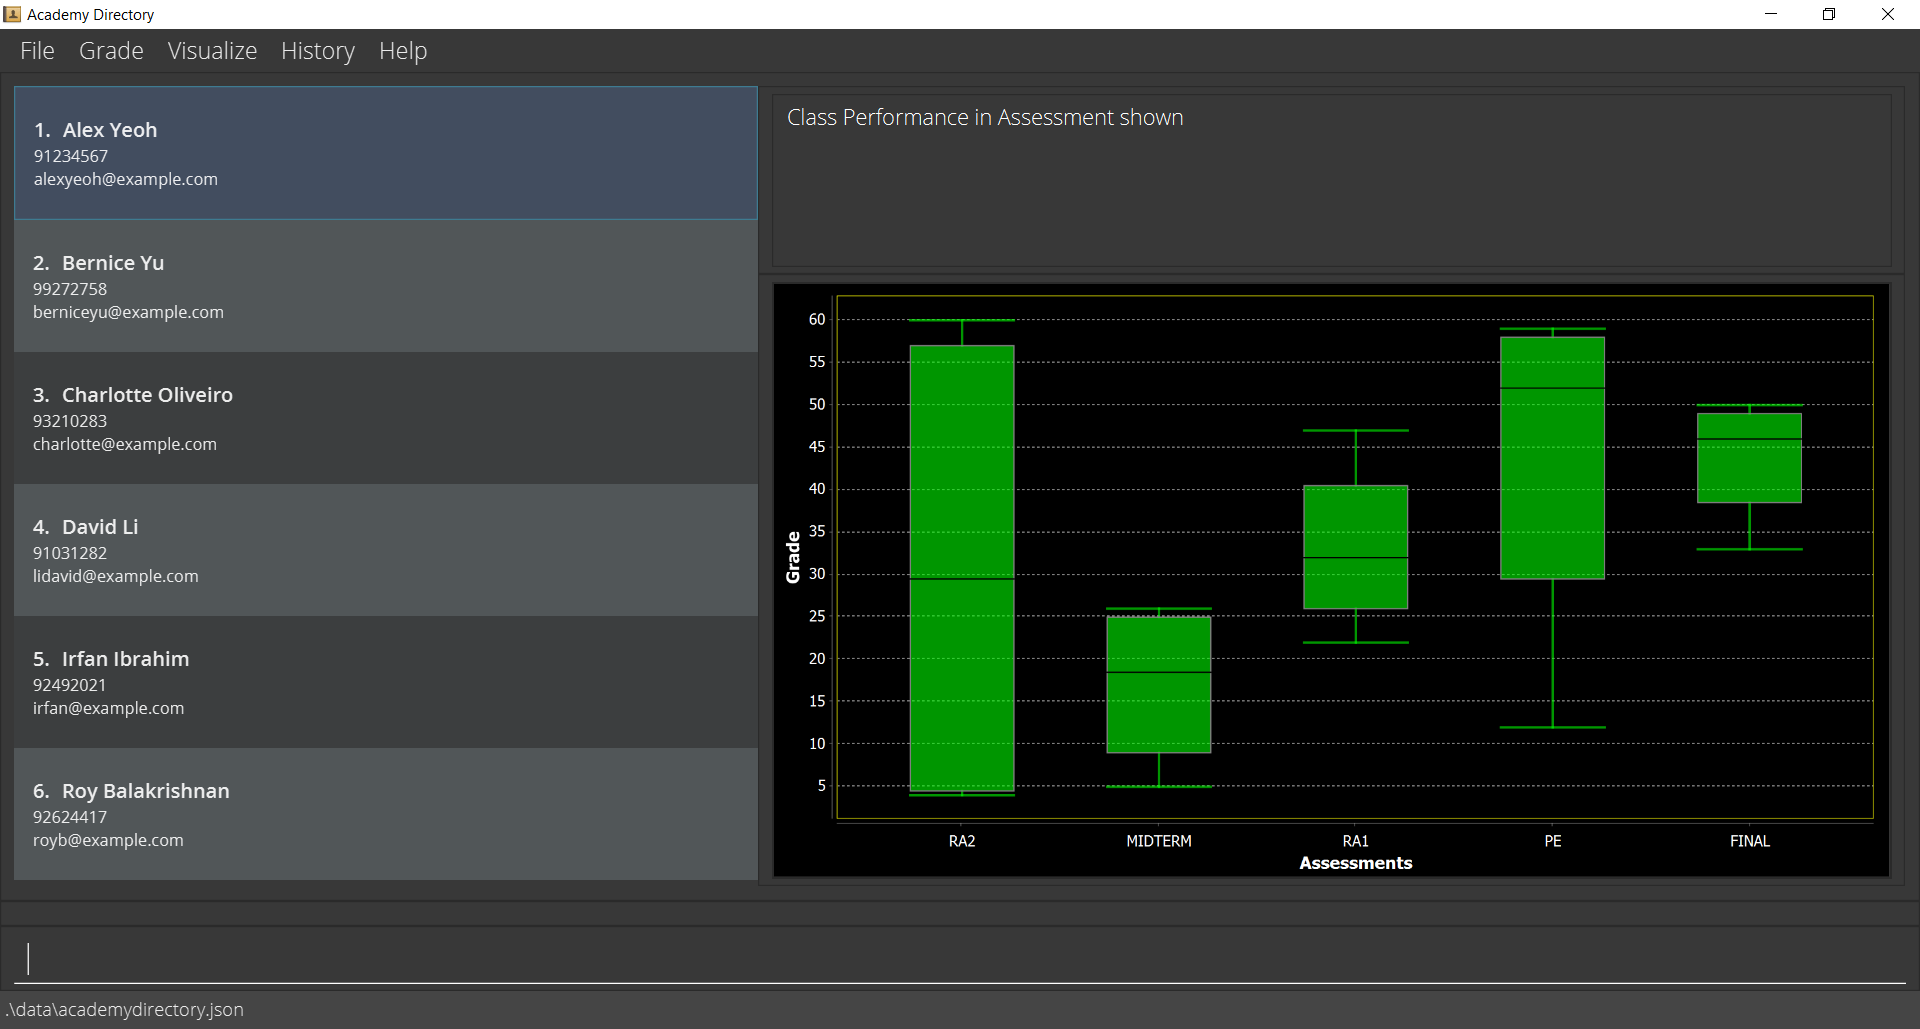 Academy Directory
File Grade Visualize History Help
1. Alex Yeoh
91234567
alexyeoh@example.com
2. Bernice Yu
99272758
berniceyu@example.com
3. Charlotte Oliveiro
93210283
charlotte@example.com
4. David Li
91031282
lidavid@example.com
5. Irfan Ibrahim
92492021
irfan@example.com
6. Roy Balakrishnan
92624417
royb@example.com
Class Performance in Assessment shown
Grade
60
55
50
45
40
35
30
25
20
15
10
5
RA2 MIDTERM RA1 PE FINAL
Assessments
.\data\academydirectory.json